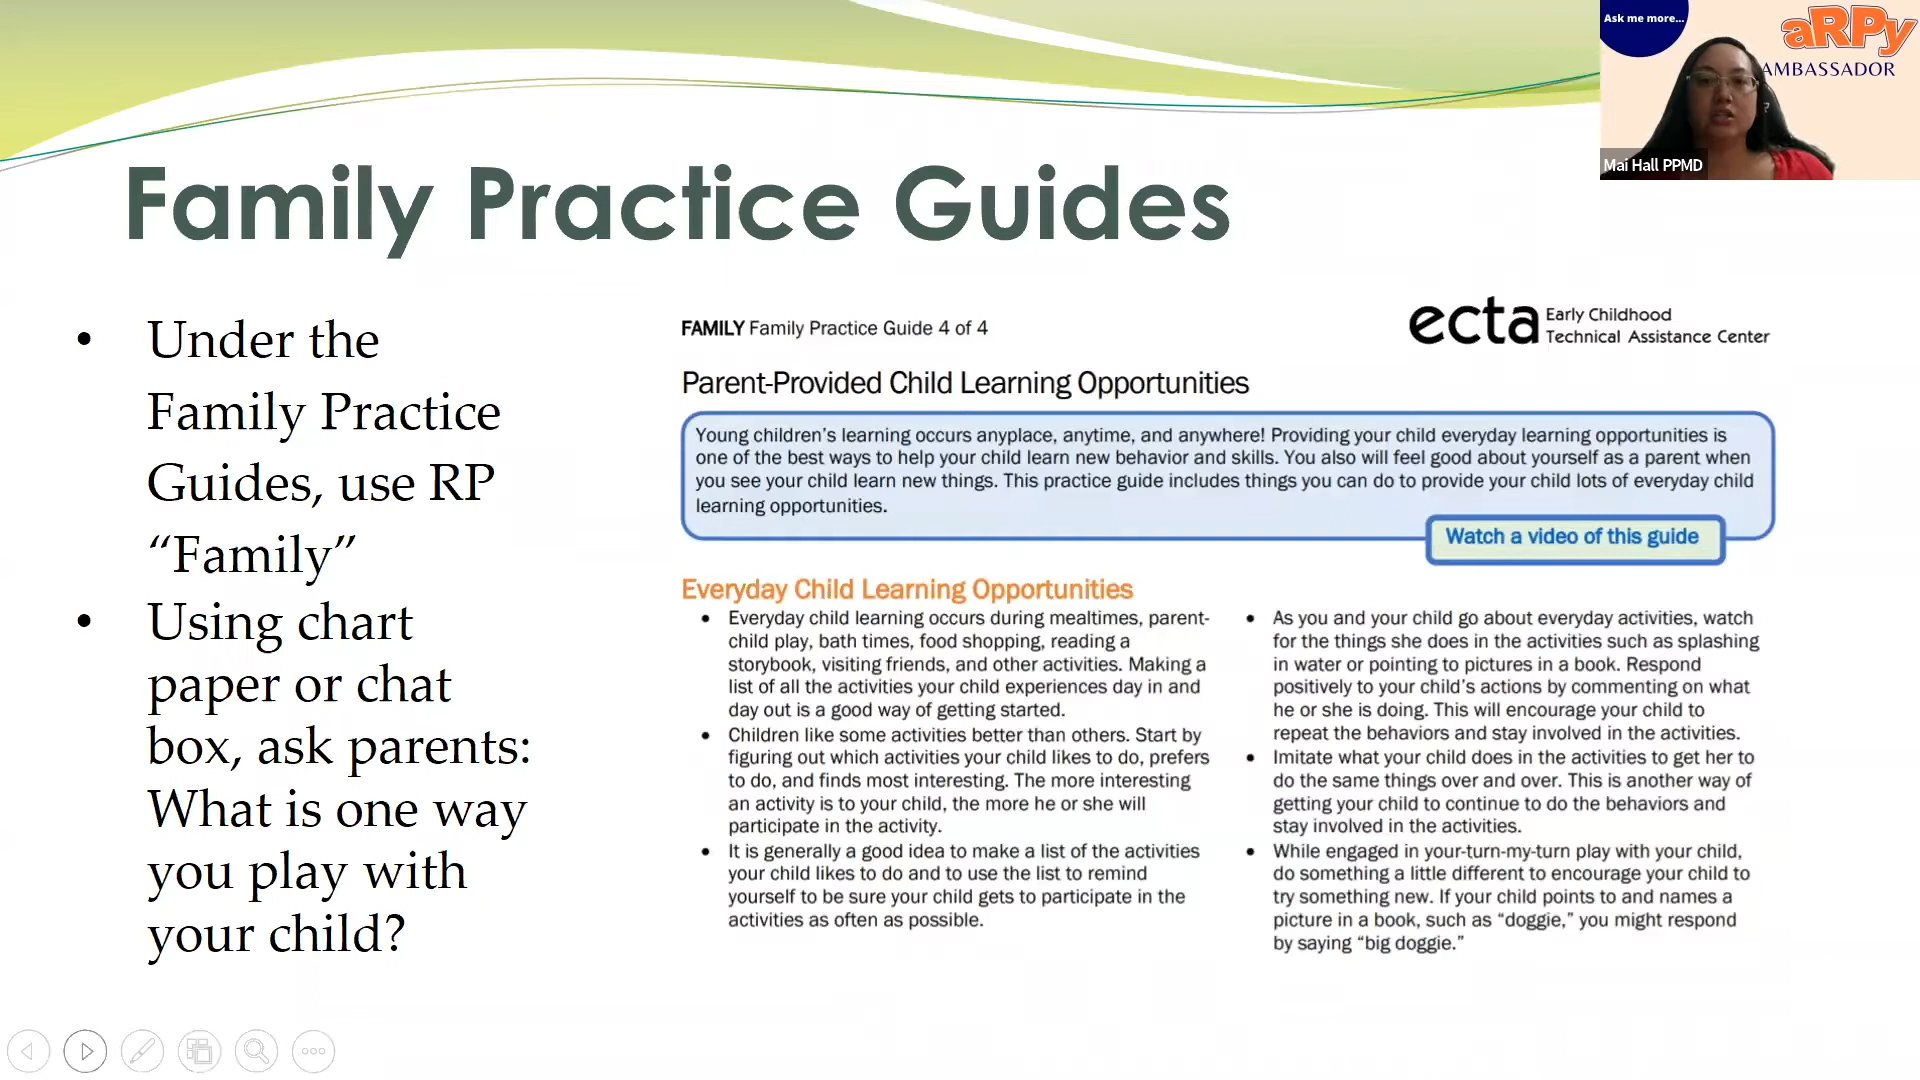 Ask me more...
aRPy
AMBASSADOR
?
Mai Hall PPMD
Family Practice Guides
• Under the
Family Practice
Guides, use RP
“Family”
• Using chart
paper or chat
box, ask parents:
What is one way
you play with
your child?
FAMILY Family Practice Guide 4 of 4
ecta Early Childhood
Technical Assistance Center
Parent-Provided Child Learning Opportunities
Young children’s learning occurs anyplace, anytime, and anywhere! Providing your child everyday learning opportunities is
one of the best ways to help your child learn new behavior and skills. You also will feel good about yourself as a parent when
you see your child learn new things. This practice guide includes things you can do to provide your child lots of everyday child
learning opportunities.
Watch a video of this guide
Everyday Child Learning Opportunities
• Everyday child learning occurs during mealtimes, parent-
child play, bath times, food shopping, reading a
storybook, visiting friends, and other activities. Making a
list of all the activities your child experiences day in and
day out is a good way of getting started.
• Children like some activities better than others. Start by
figuring out which activities your child likes to do, prefers
to do, and finds most interesting. The more interesting
an activity is to your child, the more he or she will
participate in the activity.
• It is generally a good idea to make a list of the activities
your child likes to do and to use the list to remind
yourself to be sure your child gets to participate in the
activities as often as possible.
• As you and your child go about everyday activities, watch
for the things she does in the activities such as splashing
in water or pointing to pictures in a book. Respond
positively to your child’s actions by commenting on what
he or she is doing. This will encourage your child to
repeat the behaviors and stay involved in the activities.
• Imitate what your child does in the activities to get her to
do the same things over and over. This is another way of
getting your child to continue to do the behaviors and
stay involved in the activities.
• While engaged in your-turn-my-turn play with your child,
do something a little different to encourage your child to
try something new. If your child points to and names a
picture in a book, such as “doggie,” you might respond
by saying “big doggie.”